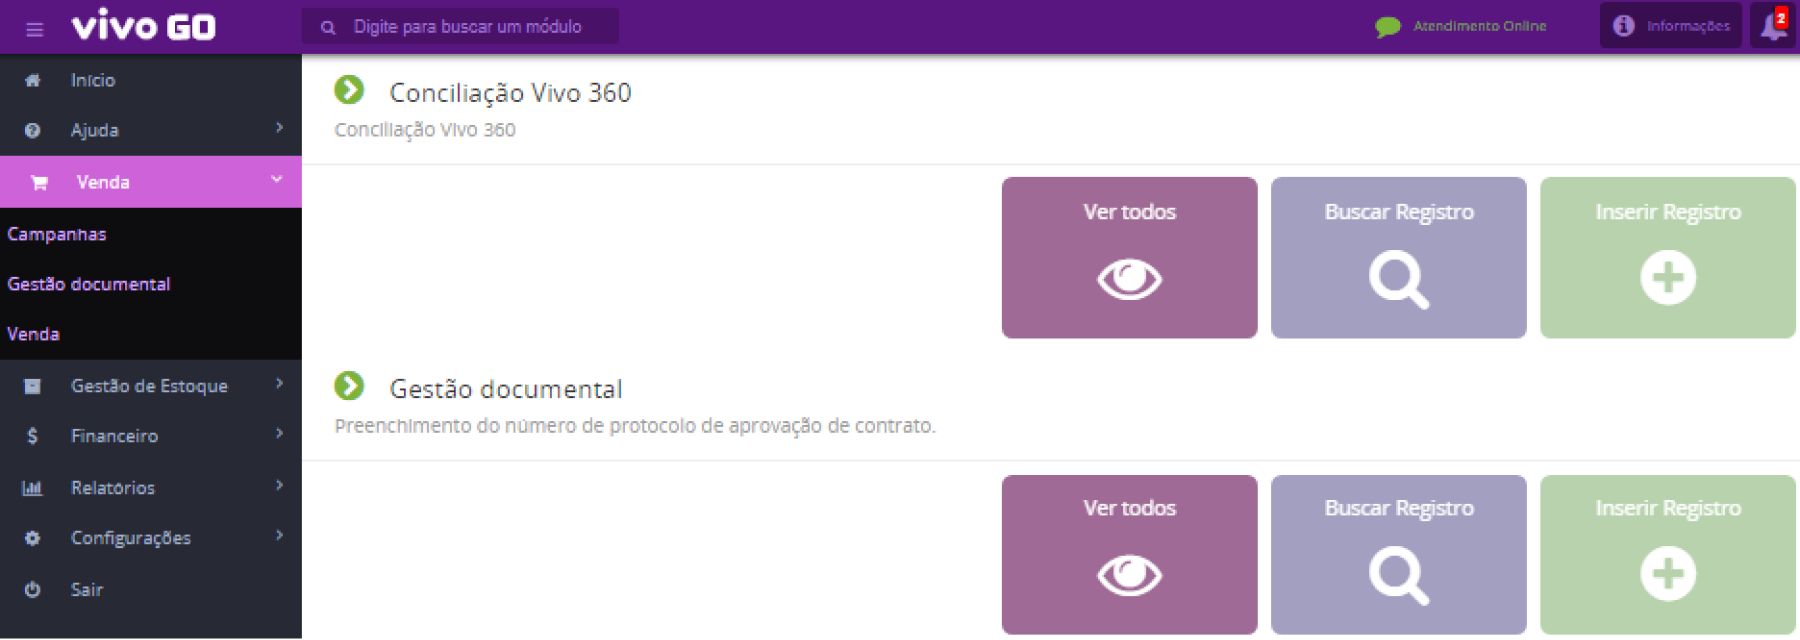 vivo GO
Digite para buscar um módulo
Atendimento Online
Informações
2
Início
Ajuda
Venda
Campanhas
Gestão documental
Venda
Gestão de Estoque
Financeiro
Relatórios
Configurações
Sair
Conciliação Vivo 360
Conciliação Vivo 360
Ver todos
Buscar Registro
Inserir Registro
Gestão documental
Preenchimento do número de protocolo de aprovação de contrato.
Ver todos
Buscar Registro
Inserir Registro